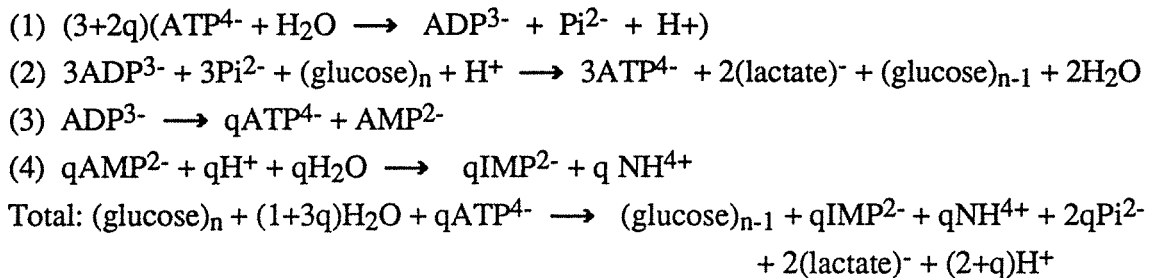 (1) (3+2q)(ATP⁴⁻ + H₂O ⟶ ADP³⁻ + Pi²⁻ + H+)
(2) 3ADP³⁻ + 3Pi²⁻ + (glucose)ₙ + H⁺ ⟶ 3ATP⁴⁻ + 2(lactate)⁻ + (glucose)ₙ₋₁ + 2H₂O
(3) ADP³⁻ ⟶ qATP⁴⁻ + AMP²⁻
(4) qAMP²⁻ + qH⁺ + qH₂O ⟶ qIMP²⁻ + q NH⁴⁺
Total: (glucose)ₙ + (1+3q)H₂O + qATP⁴⁻ ⟶ (glucose)ₙ₋₁ + qIMP²⁻ + qNH⁴⁺ + 2qPi²⁻
+ 2(lactate)⁻ + (2+q)H⁺